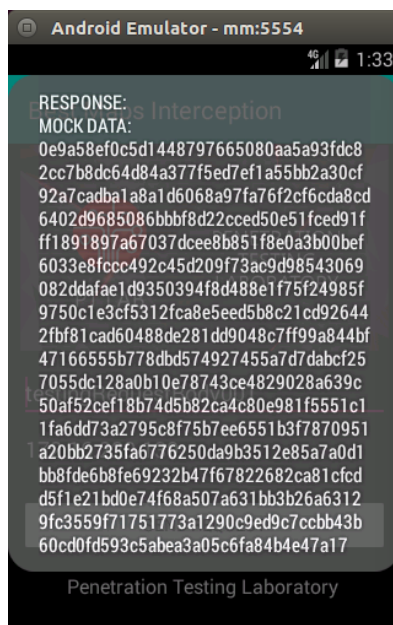 Android Emulator - mm:5554
4G 1:33
RESPONSE:
MOCK DATA:
0e9a58ef0c5d1448797665080aa5a93fdc8
2cc7b8dc64d84a377f5ed7ef1a55bb2a30cf
92a7cadba1a8a1d6068a97fa76f2cf6cda8cd
6402d9685086bbbf8d22cced50e51fced91f
ff1891897a67037dcee8b851f8e0a3b00bef
6033e8fccc492c45d209f73ac9d98543069
082ddafae1d9350394f8d488e1f75f24985f
9750c1e3cf5312fca8e5eed5b8c21cd92644
2fbf81cad60488de281dd9048c7ff99a844bf
47166555b778dbd574927455a7d7dabcf25
7055dc128a0b10e78743ce4829028a639c
50af52cef18b74d5b82ca4c80e981f5551c1
1fa6dd73a2795c8f75b7ee6551b3f7870951
a20bb2735fa6776250da9b3512e85a7a0d1
bb8fde6b8fe69232b47f67822682ca81cfcd
d5f1e21bd0e74f68a507a631bb3b26a6312
9fc3559f71751773a1290c9ed9c7ccbb43b
60cd0fd593c5abea3a05c6fa84b4e47a17
Penetration Testing Laboratory